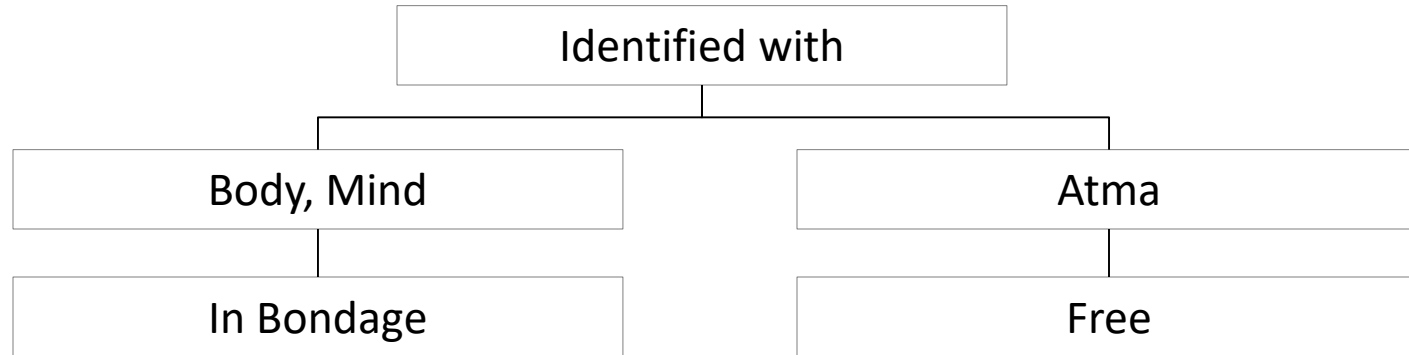 Identified with
Body, Mind
Atma
In Bondage
Free